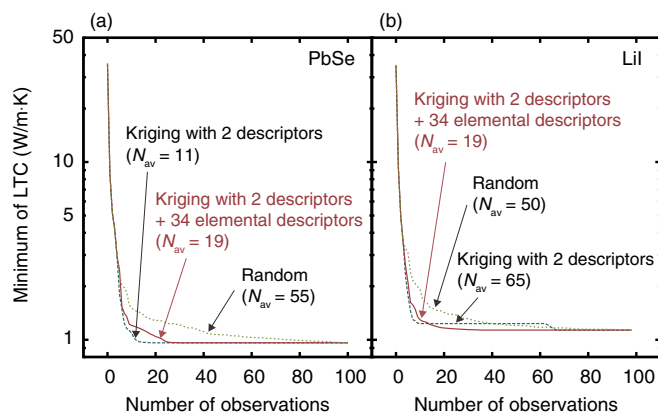 (a)
PbSe
50
10
5
1
Minimum of LTC (W/m·K)
Kriging with 2 descriptors
(Nav = 11)
Kriging with 2 descriptors
+ 34 elemental descriptors
(Nav = 19)
Random
(Nav = 55)
0 20 40 60 80 100
Number of observations
(b)
LiI
Kriging with 2 descriptors
+ 34 elemental descriptors
(Nav = 19)
Random
(Nav = 50)
Kriging with 2 descriptors
(Nav = 65)
0 20 40 60 80 100
Number of observations